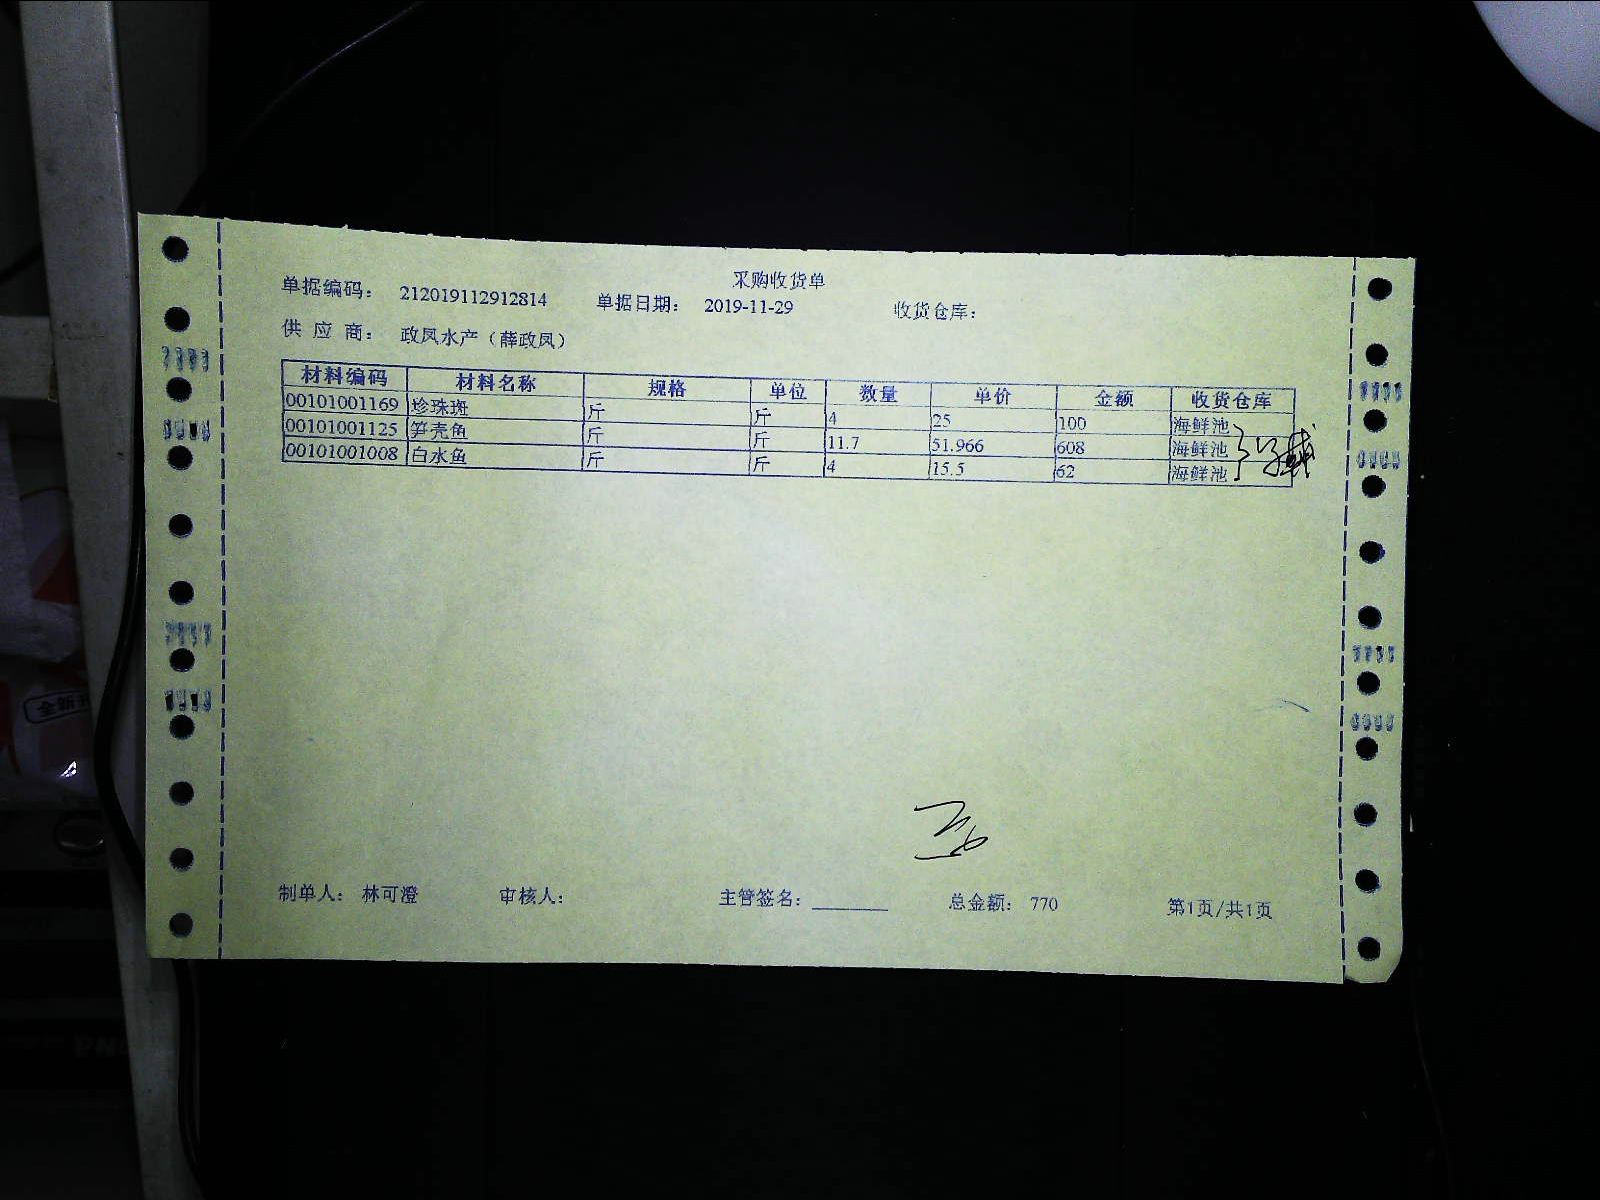 采购收货单
单据编码： 212019112912814 单据日期： 2019-11-29 收货仓库：
供 应 商： 政凤水产（薛政凤）
材料编码 材料名称 规格 单位 数量 单价 金额 收货仓库
00101001169 珍珠斑 斤 斤 4 25 100 海鲜池
00101001125 笋壳鱼 斤 斤 11.7 51.966 608 海鲜池
00101001008 白水鱼 斤 斤 4 15.5 62 海鲜池
制单人： 林可澄 审核人： 主管签名：________ 总金额： 770 第1页/共1页